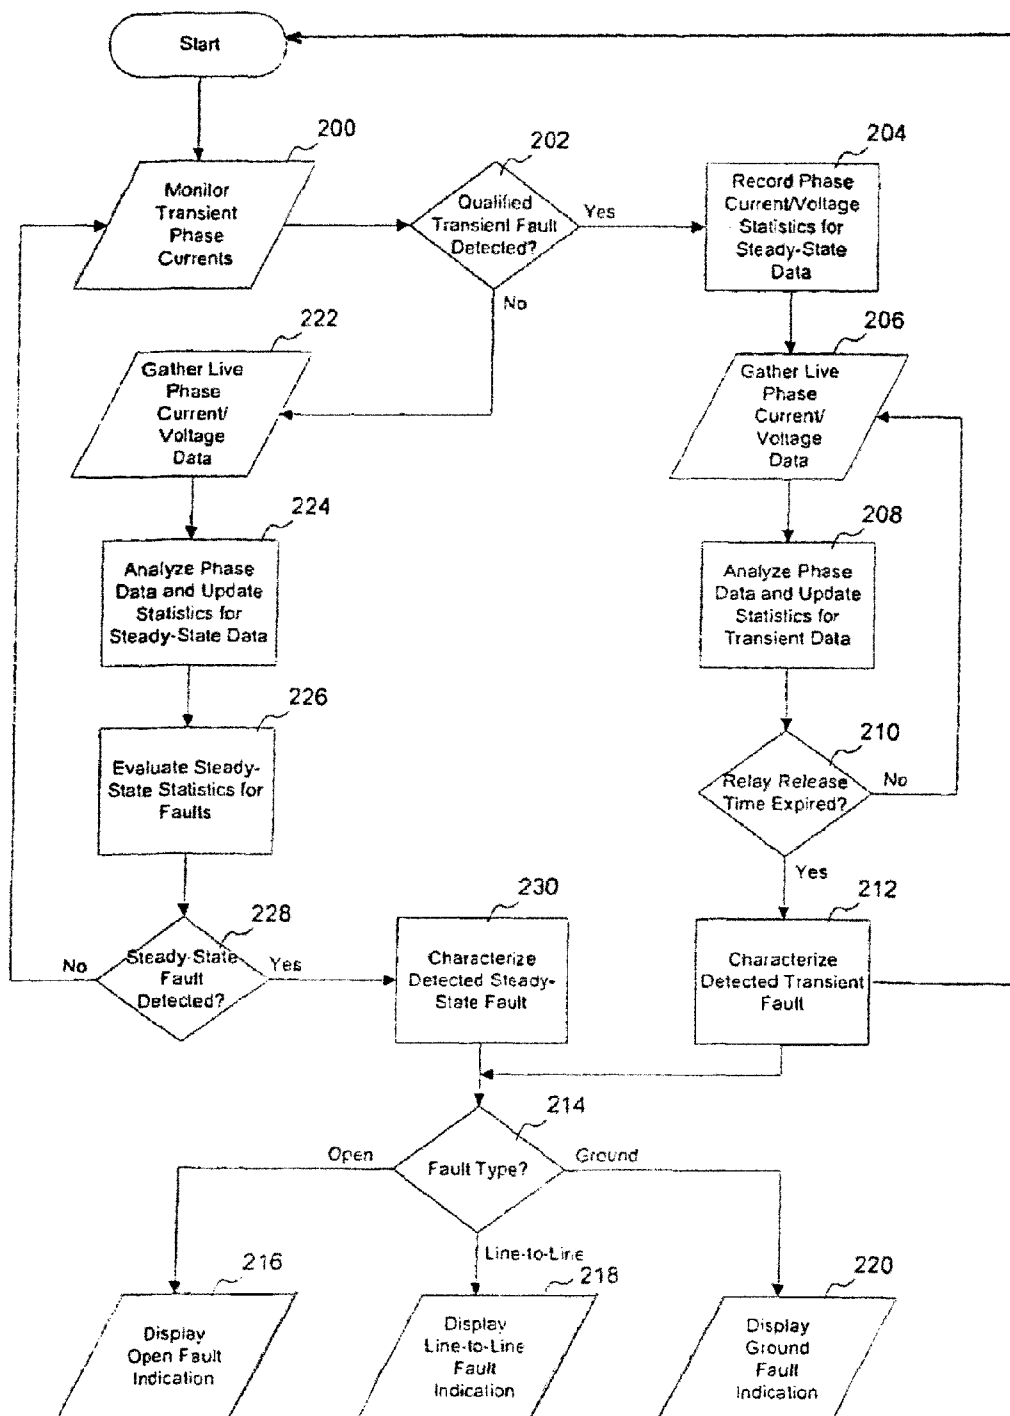 Start
200
Monitor
Transient
Phase
Currents
202
Qualified
Transient Fault
Detected?
Yes
No
204
Record Phase
Current/Voltage
Statistics for
Steady-State
Data
222
Gather Live
Phase
Current/
Voltage
Data
206
Gather Live
Phase
Current/
Voltage
Data
224
Analyze Phase
Data and Update
Statistics for
Steady-State Data
208
Analyze Phase
Data and Update
Statistics for
Transient Data
226
Evaluate Steady-
State Statistics for
Faults
210
Relay Release
Time Expired?
No
Yes
228
Steady-State
Fault
Detected?
No
Yes
230
Characterize
Detected Steady-
State Fault
212
Characterize
Detected Transient
Fault
214
Fault Type?
Open
Ground
Line-to-Line
216
Display
Open Fault
Indication
218
Display
Line-to-Line
Fault
Indication
220
Display
Ground
Fault
Indication